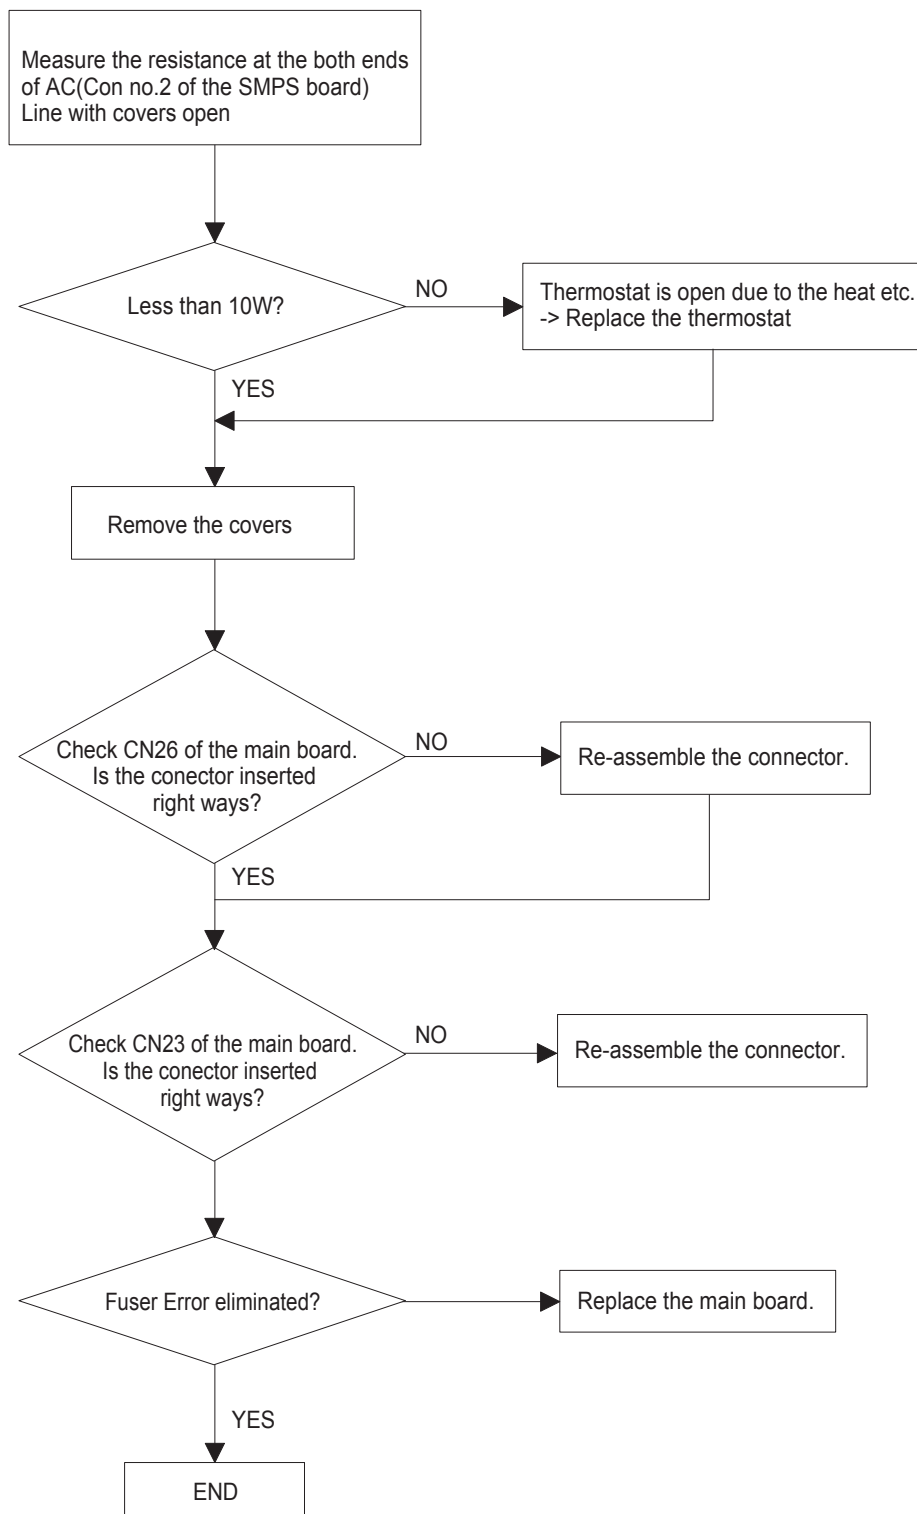 Measure the resistance at the both ends
of AC(Con no.2 of the SMPS board)
Line with covers open
Less than 10W?
NO
Thermostat is open due to the heat etc.
-> Replace the thermostat
YES
Remove the covers
Check CN26 of the main board.
Is the conector inserted
right ways?
NO
Re-assemble the connector.
YES
Check CN23 of the main board.
Is the conector inserted
right ways?
NO
Re-assemble the connector.
Fuser Error eliminated?
Replace the main board.
YES
END